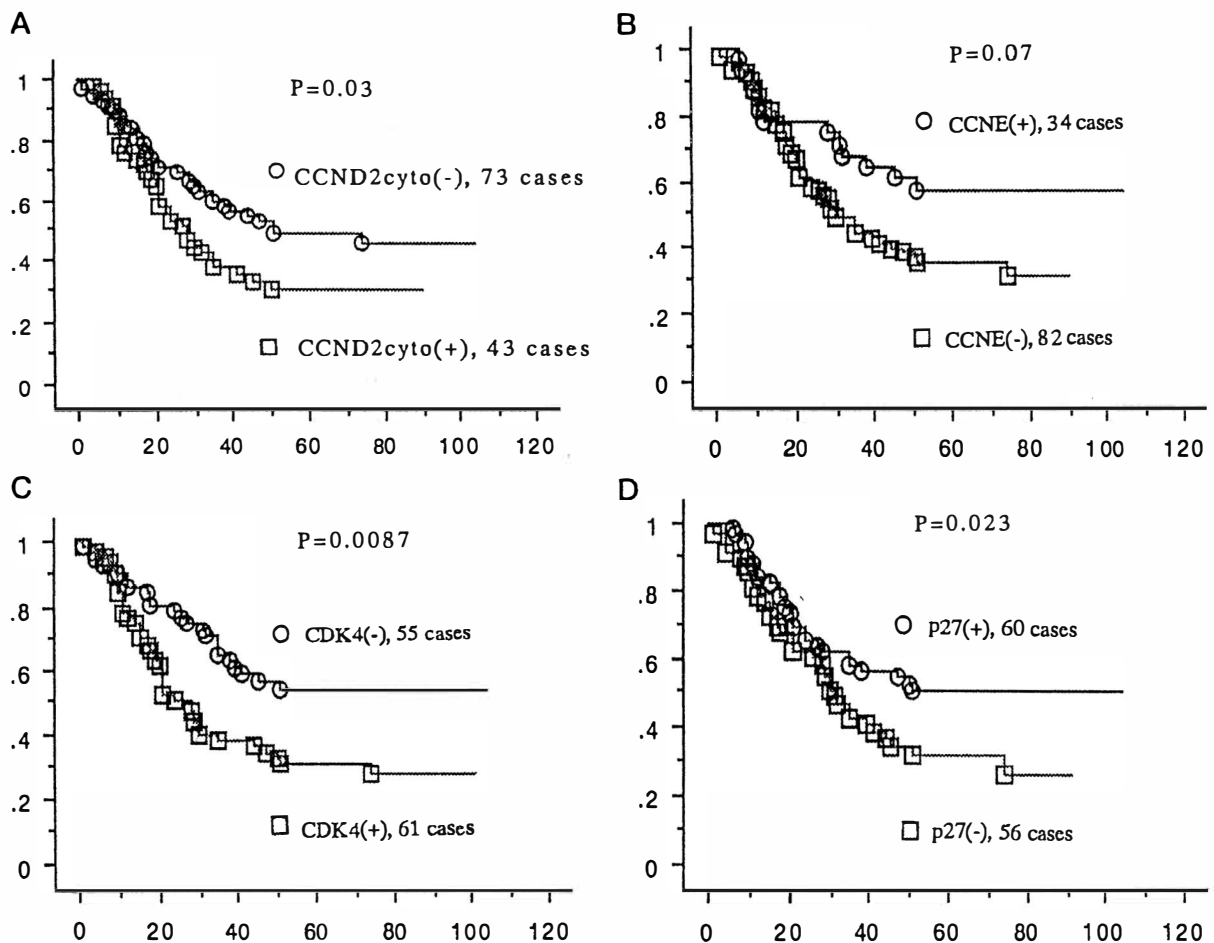 A
P=0.03
CCND2cyto(-), 73 cases
CCND2cyto(+), 43 cases
1
.8
.6
.4
.2
0
0 20 40 60 80 100 120
B
P=0.07
CCNE(+), 34 cases
CCNE(-), 82 cases
1
.8
.6
.4
.2
0
0 20 40 60 80 100 120
C
P=0.0087
CDK4(-), 55 cases
CDK4(+), 61 cases
1
.8
.6
.4
.2
0
0 20 40 60 80 100 120
D
P=0.023
p27(+), 60 cases
p27(-), 56 cases
1
.8
.6
.4
.2
0
0 20 40 60 80 100 120